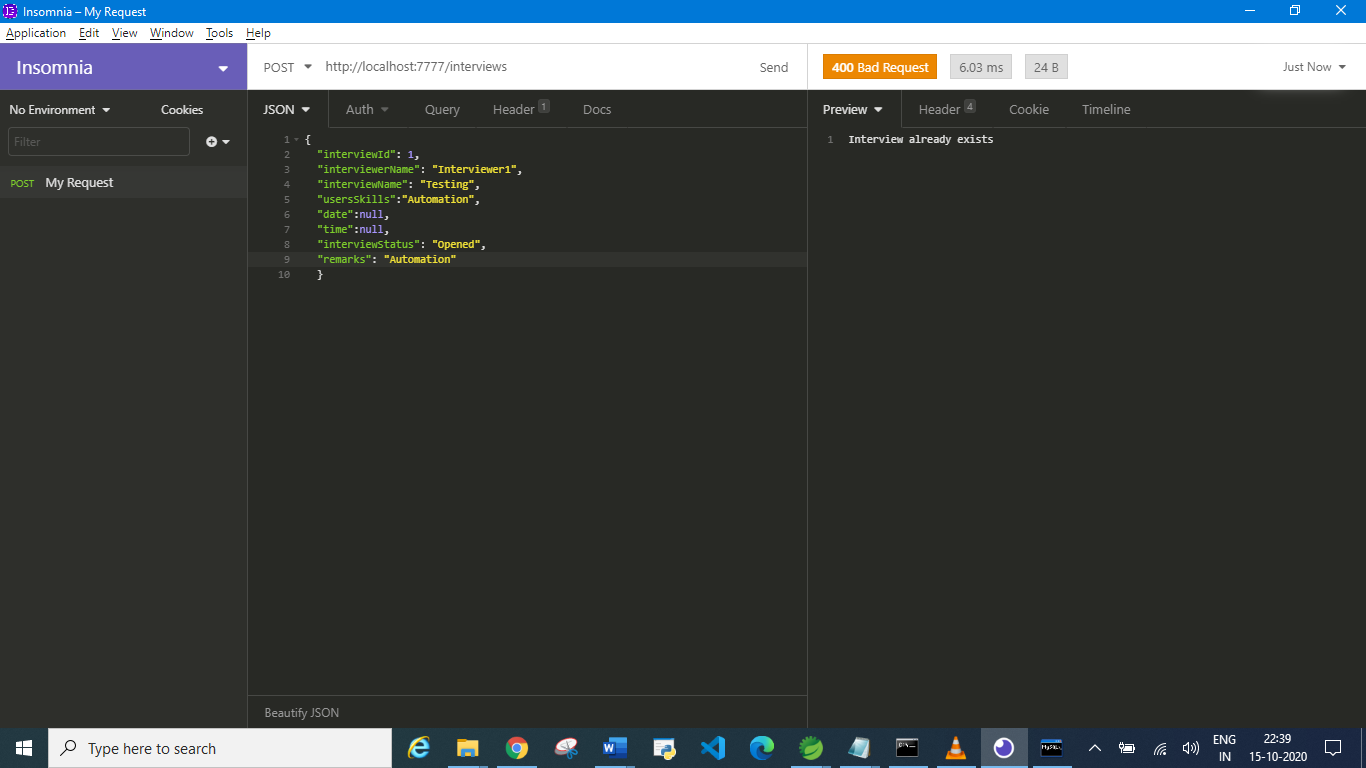 Insomnia – My Request
Application Edit View Window Tools Help
Insomnia
POST http://localhost:7777/interviews Send
400 Bad Request 6.03 ms 24 B Just Now
No Environment Cookies
JSON Auth Query Header 1 Docs
Preview Header 4 Cookie Timeline
Filter
POST My Request
1 {
2 "interviewId": 1,
3 "interviewerName": "Interviewer1",
4 "interviewName": "Testing",
5 "usersSkills":"Automation",
6 "date":null,
7 "time":null,
8 "interviewStatus": "Opened",
9 "remarks": "Automation"
10 }
1 Interview already exists
Beautify JSON
Type here to search
ENG
IN
22:39
15-10-2020